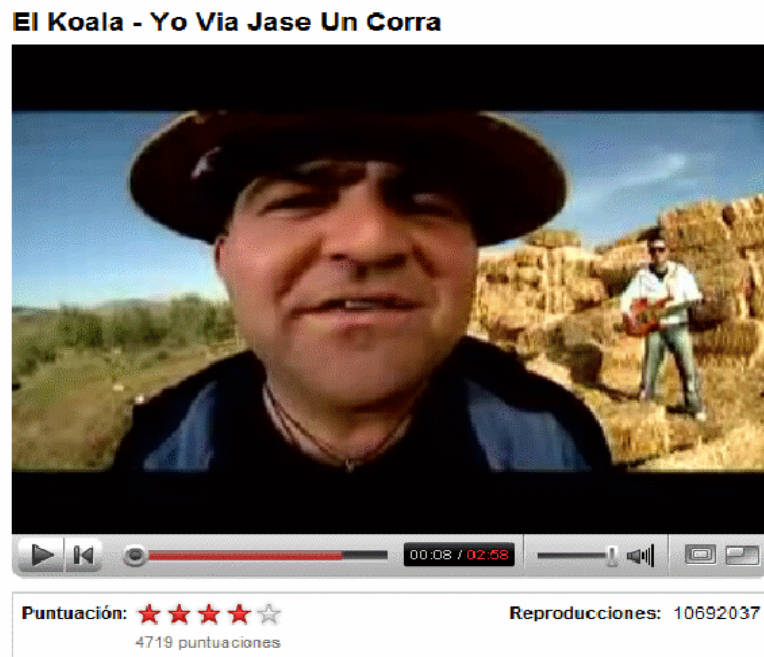 El Koala - Yo Via Jase Un Corra
00:08 / 02:58
Puntuación:
Reproducciones: 10692037
4719 puntuaciones